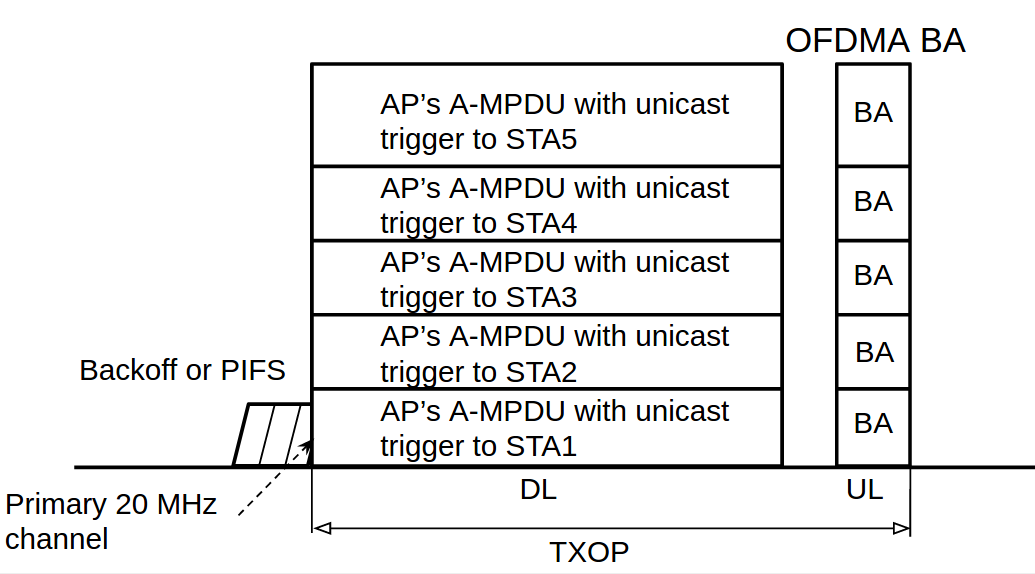 OFDMA BA
AP’s A-MPDU with unicast
trigger to STA5
BA
AP’s A-MPDU with unicast
trigger to STA4
BA
AP’s A-MPDU with unicast
trigger to STA3
BA
AP’s A-MPDU with unicast
trigger to STA2
BA
Backoff or PIFS
AP’s A-MPDU with unicast
trigger to STA1
BA
Primary 20 MHz
channel
DL
UL
TXOP